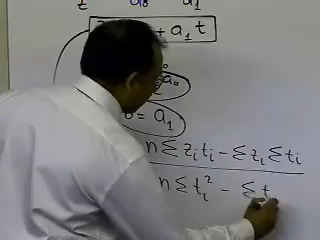 t a₀ a₁
+ a₁ t
a₀
= a₁
n Σ zᵢ tᵢ − Σ zᵢ Σ tᵢ
n Σ tᵢ² − Σ t